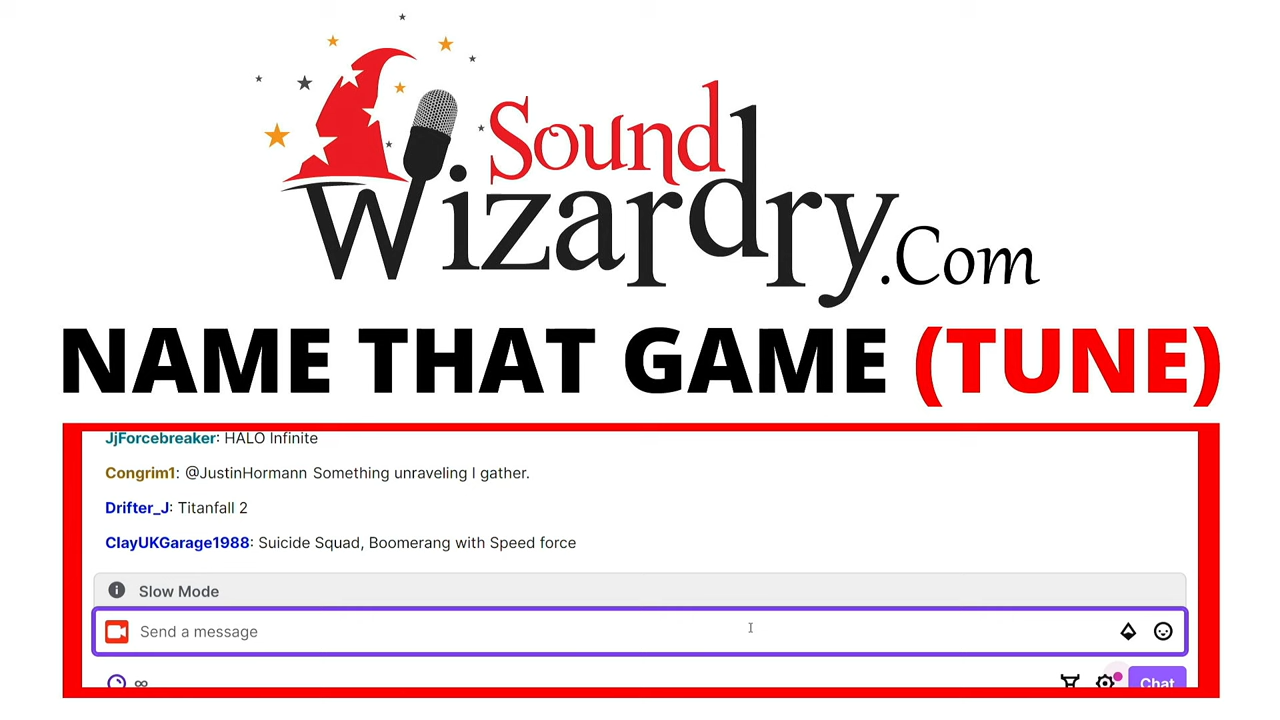 Sound
Wizardry.Com
NAME THAT GAME (TUNE)
JjForcebreaker: HALO Infinite
Congrim1: @JustinHormann Something unraveling I gather.
Drifter_J: Titanfall 2
ClayUKGarage1988: Suicide Squad, Boomerang with Speed force
Slow Mode
Send a message
∞
Chat